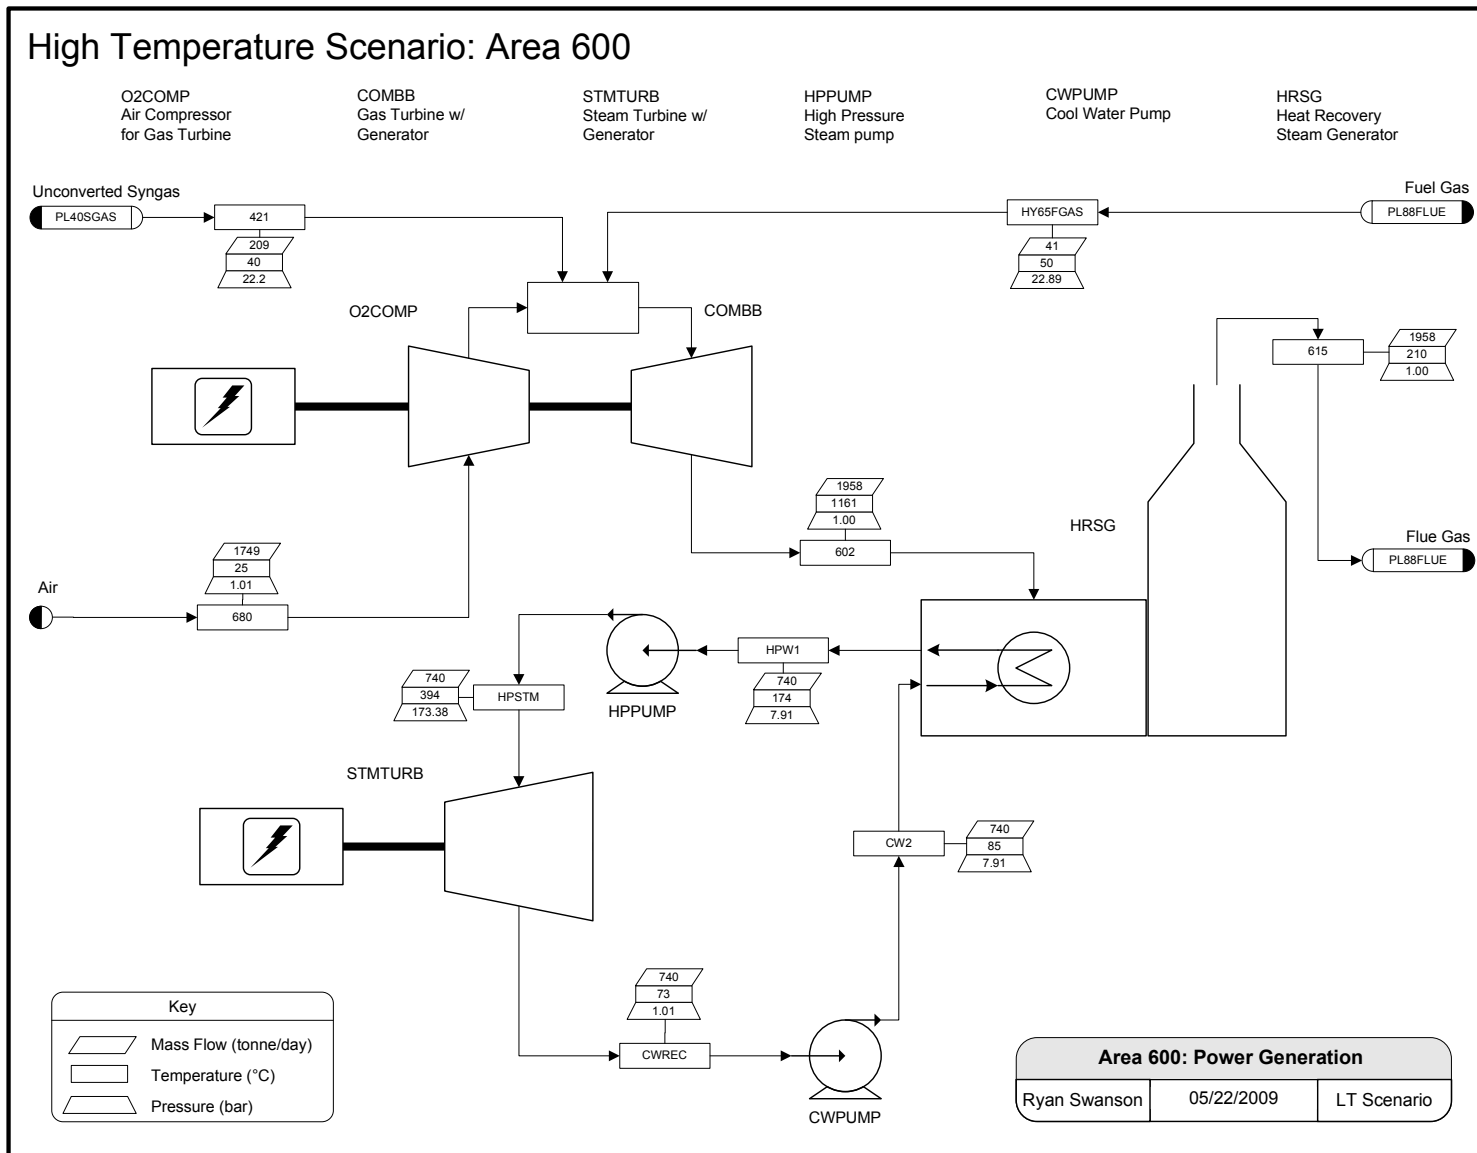 High Temperature Scenario: Area 600
O2COMP
Air Compressor
for Gas Turbine
COMBB
Gas Turbine w/
Generator
STMTURB
Steam Turbine w/
Generator
HPPUMP
High Pressure
Steam pump
CWPUMP
Cool Water Pump
HRSG
Heat Recovery
Steam Generator
Unconverted Syngas
PL40SGAS
421
209
40
22.2
HY65FGAS
41
50
22.89
Fuel Gas
PL88FLUE
O2COMP
COMBB
615
1958
210
1.00
1958
1161
1.00
602
HRSG
Flue Gas
PL88FLUE
Air
1749
25
1.01
680
HPW1
740
174
7.91
HPPUMP
740
394
173.38
HPSTM
STMTURB
CW2
740
85
7.91
740
73
1.01
CWREC
CWPUMP
Key
Mass Flow (tonne/day)
Temperature (°C)
Pressure (bar)
Area 600: Power Generation
Ryan Swanson
05/22/2009
LT Scenario